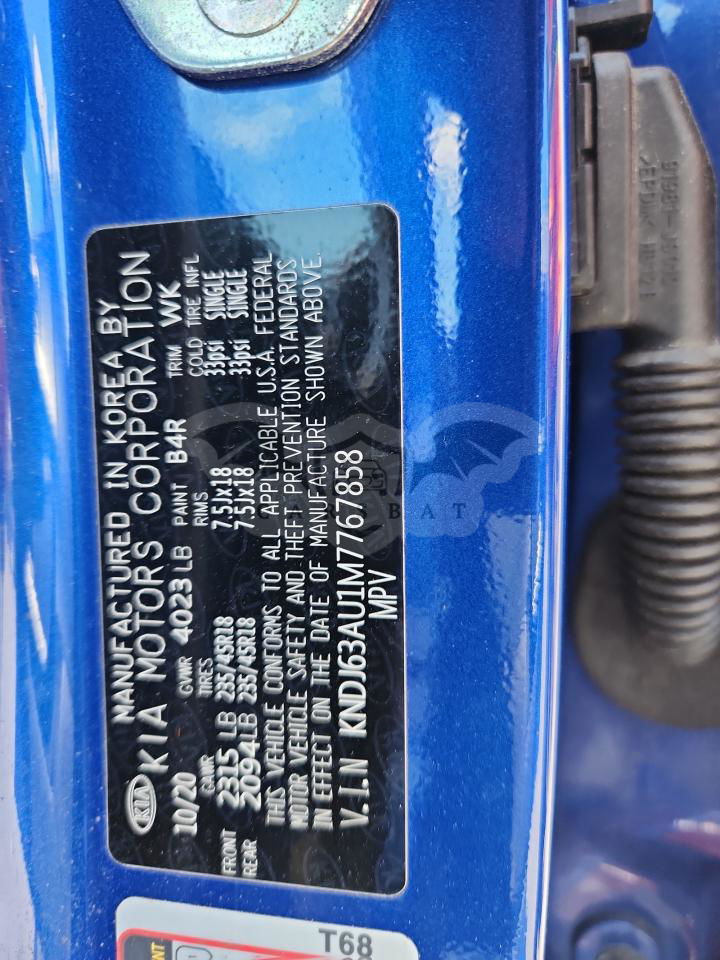 MANUFACTURED IN KOREA BY
KIA KIA MOTORS CORPORATION
10/20 GVWR 4023 LB PAINT B4R TRIM WK
GAWR TIRES RIMS COLD TIRE INFL
FRONT 2315 LB 235/45R18 7.5Jx18 33psi SINGLE
REAR 2094LB 235/45R18 7.5Jx18 33psi SINGLE
THIS VEHICLE CONFORMS TO ALL APPLICABLE U.S.A. FEDERAL
MOTOR VEHICLE SAFETY AND THEFT PREVENTION STANDARDS
IN EFFECT ON THE DATE OF MANUFACTURE SHOWN ABOVE.
V.I.N KNDJ63AU1M7767858
MPV
T68